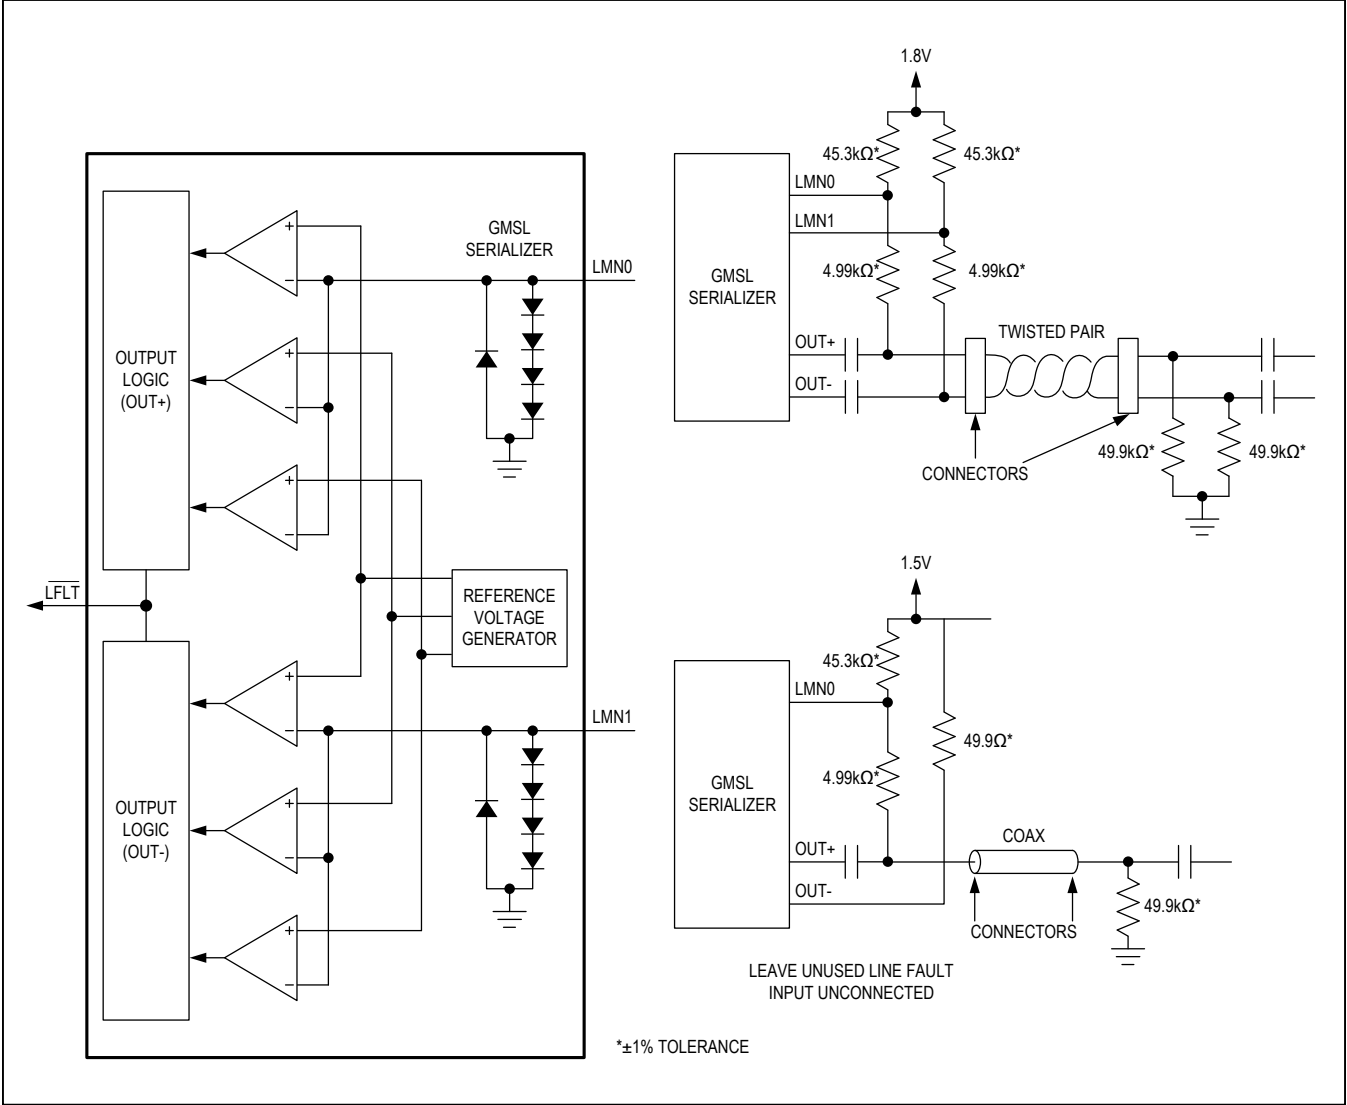 GMSL
SERIALIZER
LMN0
OUTPUT
LOGIC
(OUT+)
+
−
+
−
+
−
LFLT
REFERENCE
VOLTAGE
GENERATOR
OUTPUT
LOGIC
(OUT-)
LMN1
+
−
+
−
+
−
1.8V
45.3kΩ*
45.3kΩ*
LMN0
LMN1
GMSL
SERIALIZER
4.99kΩ*
4.99kΩ*
OUT+
OUT-
TWISTED PAIR
CONNECTORS
49.9kΩ*
49.9kΩ*
1.5V
45.3kΩ*
LMN0
49.9Ω*
GMSL
SERIALIZER
4.99kΩ*
OUT+
OUT-
COAX
CONNECTORS
49.9kΩ*
LEAVE UNUSED LINE FAULT
INPUT UNCONNECTED
*±1% TOLERANCE